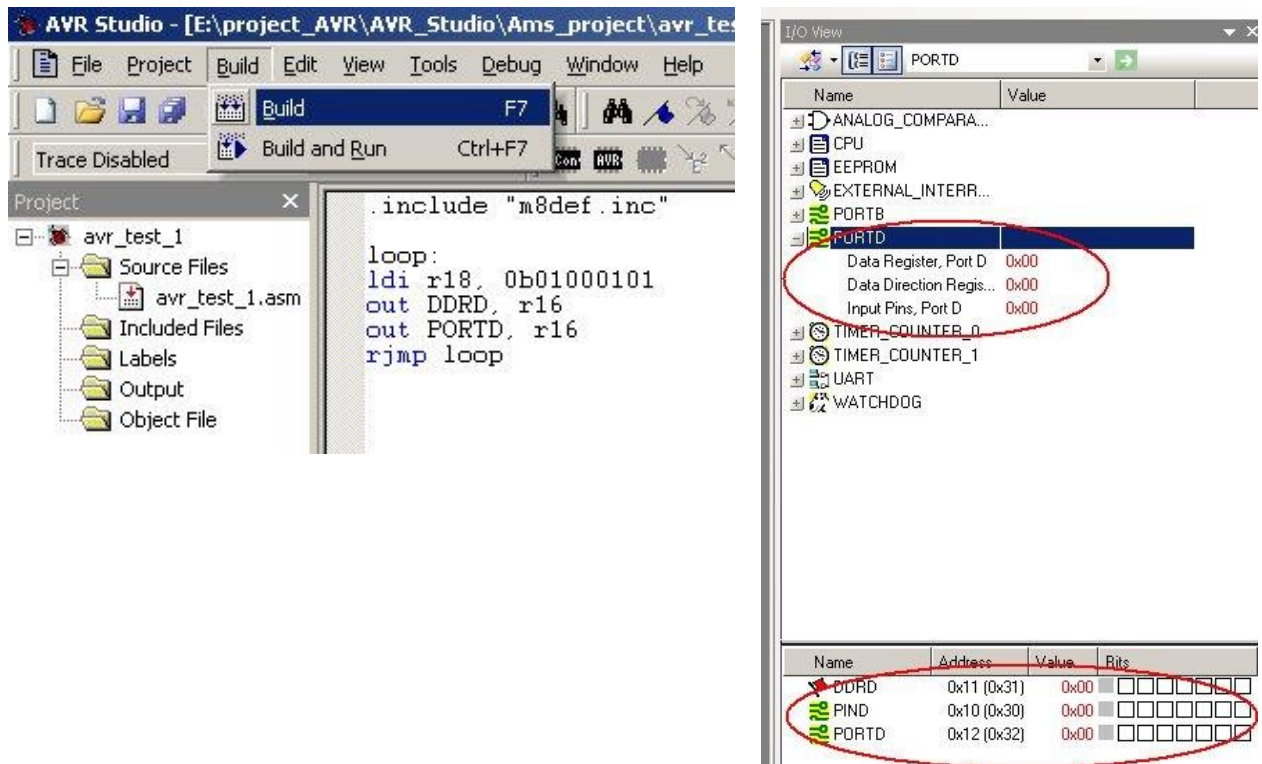 AVR Studio - [E:\project_AVR\AVR_Studio\Ams_project\avr_tes
File Project Build Edit View Tools Debug Window Help
Build F7
Build and Run Ctrl+F7
Trace Disabled
Con AVR
Project
avr_test_1
Source Files
avr_test_1.asm
Included Files
Labels
Output
Object File
.include "m8def.inc"
loop:
ldi r18, 0b01000101
out DDRD, r16
out PORTD, r16
rjmp loop
I/O View
PORTD
Name Value
ANALOG_COMPARA...
CPU
EEPROM
EXTERNAL_INTERR...
PORTB
PORTD
Data Register, Port D 0x00
Data Direction Regis... 0x00
Input Pins, Port D 0x00
TIMER_COUNTER_0
TIMER_COUNTER_1
UART
WATCHDOG
Name Address Value Bits
DDRD 0x11 (0x31) 0x00
PIND 0x10 (0x30) 0x00
PORTD 0x12 (0x32) 0x00